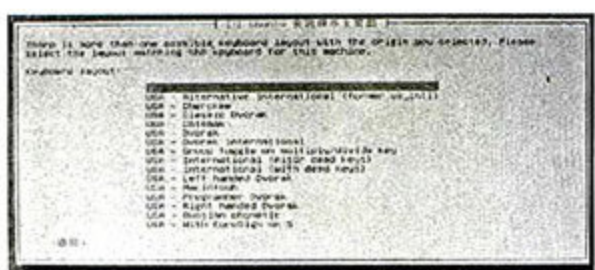 [!] Ubuntu
There is more than one possible keyboard layout with the origin you selected. Please
select the layout matching the keyboard for this machine.
Keyboard layout:
USA - Alternative international (former us_intl)
USA - Cherokee
USA - Classic Dvorak
USA - Colemak
USA - Dvorak
USA - Dvorak international
USA - Group toggle on multiply/divide key
USA - International (AltGr dead keys)
USA - International (with dead keys)
USA - Left handed Dvorak
USA - Macintosh
USA - Programmer Dvorak
USA - Right handed Dvorak
USA - Russian phonetic
USA - With EuroSign on 5